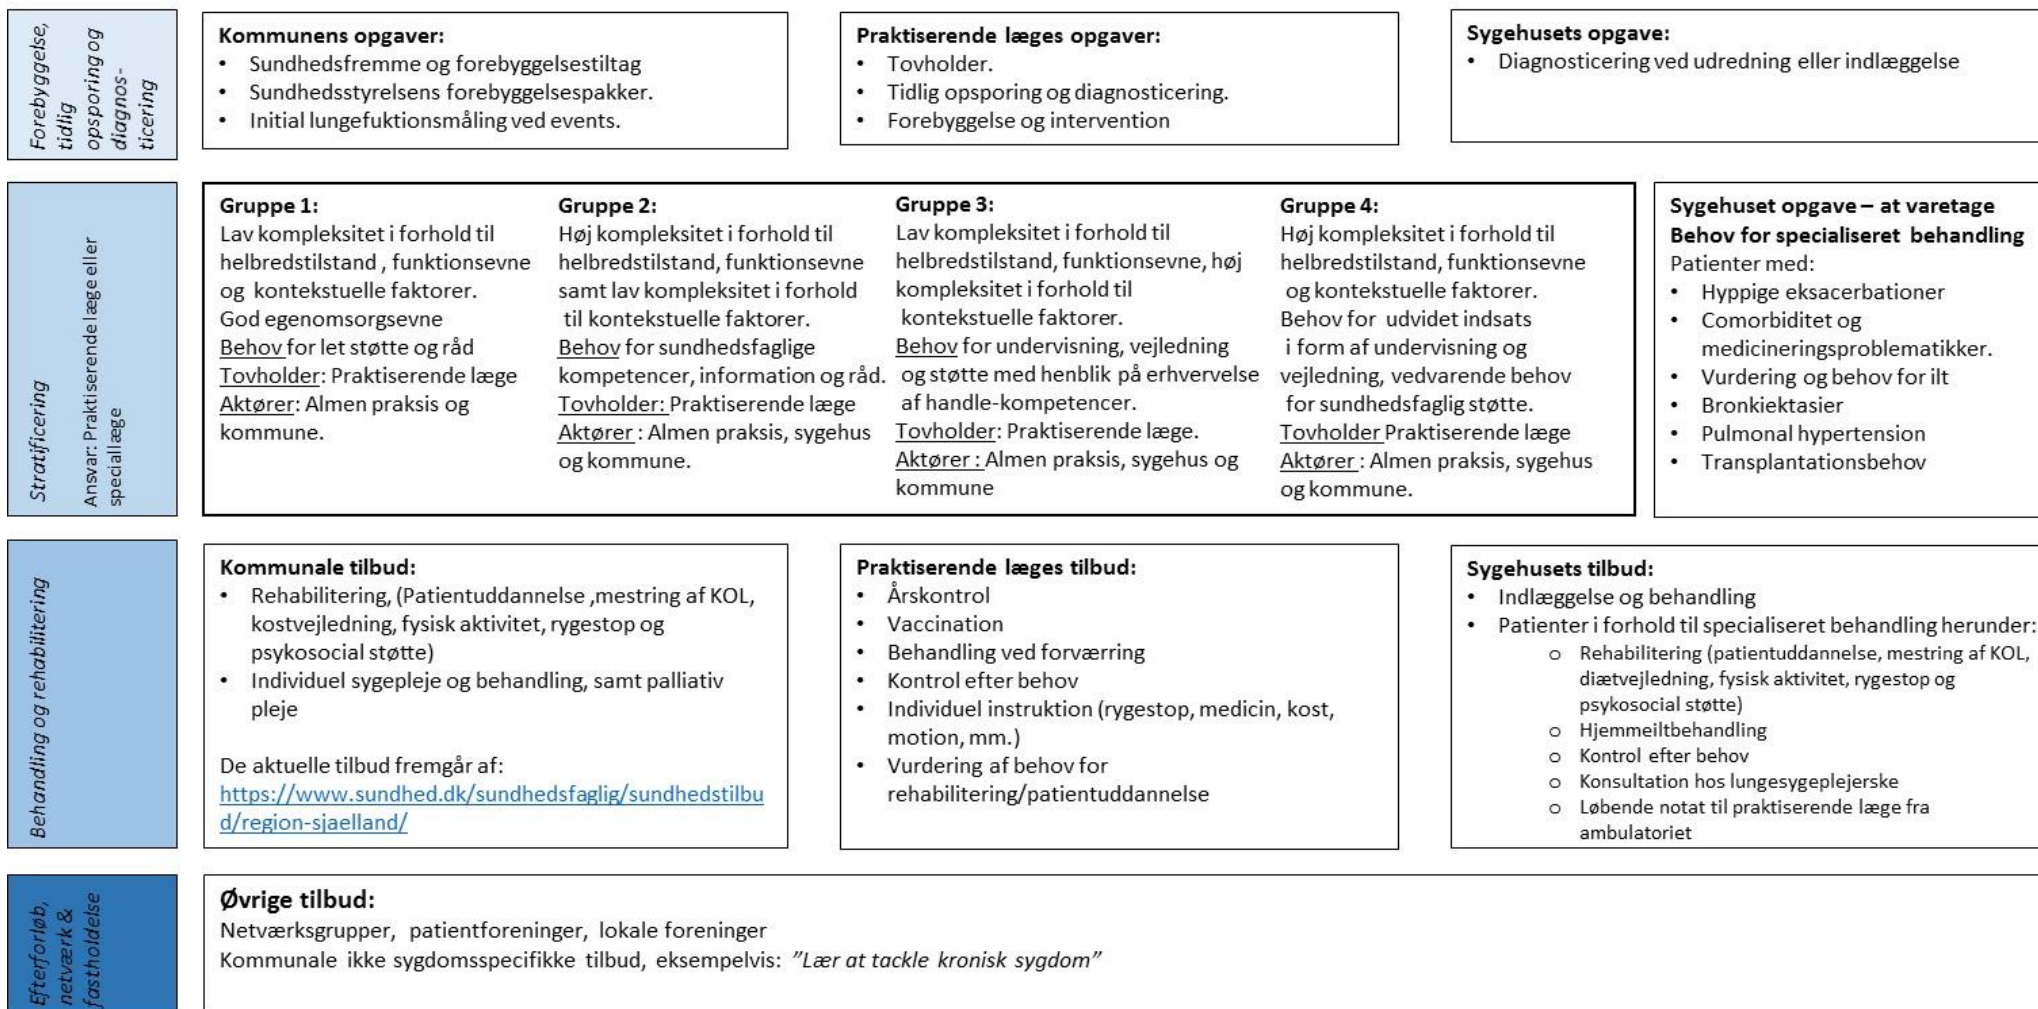 Forebyggelse,
tidlig
opsporing og
diagnos-
ticering
Kommunens opgaver:
• Sundhedsfremme og forebyggelsestiltag
• Sundhedsstyrelsens forebyggelsespakker.
• Initial lungefuktionsmåling ved events.
Praktiserende læges opgaver:
• Tovholder.
• Tidlig opsporing og diagnosticering.
• Forebyggelse og intervention
Sygehusets opgave:
• Diagnosticering ved udredning eller indlæggelse
Stratificering
Ansvar: Praktiserende læge eller
speciallæge
Gruppe 1:
Lav kompleksitet i forhold til
helbredstilstand , funktionsevne
og kontekstuelle faktorer.
God egenomsorgsevne
Behov for let støtte og råd
Tovholder: Praktiserende læge
Aktører: Almen praksis og
kommune.
Gruppe 2:
Høj kompleksitet i forhold til
helbredstilstand, funktionsevne
samt lav kompleksitet i forhold
til kontekstuelle faktorer.
Behov for sundhedsfaglige
kompetencer, information og råd.
Tovholder: Praktiserende læge
Aktører : Almen praksis, sygehus
og kommune.
Gruppe 3:
Lav kompleksitet i forhold til
helbredstilstand, funktionsevne, høj
kompleksitet i forhold til
kontekstuelle faktorer.
Behov for undervisning, vejledning
og støtte med henblik på erhvervelse
af handle-kompetencer.
Tovholder: Praktiserende læge.
Aktører : Almen praksis, sygehus og
kommune
Gruppe 4:
Høj kompleksitet i forhold til
helbredstilstand, funktionsevne
og kontekstuelle faktorer.
Behov for udvidet indsats
i form af undervisning og
vejledning, vedvarende behov
for sundhedsfaglig støtte.
Tovholder Praktiserende læge
Aktører : Almen praksis, sygehus
og kommune.
Sygehuset opgave – at varetage
Behov for specialiseret behandling
Patienter med:
• Hyppige eksacerbationer
• Comorbiditet og
medicineringsproblematikker.
• Vurdering og behov for ilt
• Bronkiektasier
• Pulmonal hypertension
• Transplantationsbehov
Behandling og rehabilitering
Kommunale tilbud:
• Rehabilitering, (Patientuddannelse ,mestring af KOL,
kostvejledning, fysisk aktivitet, rygestop og
psykosocial støtte)
• Individuel sygepleje og behandling, samt palliativ
pleje
De aktuelle tilbud fremgår af:
https://www.sundhed.dk/sundhedsfaglig/sundhedstilbu
d/region-sjaelland/
Praktiserende læges tilbud:
• Årskontrol
• Vaccination
• Behandling ved forværring
• Kontrol efter behov
• Individuel instruktion (rygestop, medicin, kost,
motion, mm.)
• Vurdering af behov for
rehabilitering/patientuddannelse
Sygehusets tilbud:
• Indlæggelse og behandling
• Patienter i forhold til specialiseret behandling herunder:
o Rehabilitering (patientuddannelse, mestring af KOL,
diætvejledning, fysisk aktivitet, rygestop og
psykosocial støtte)
o Hjemmeiltbehandling
o Kontrol efter behov
o Konsultation hos lungesygeplejerske
o Løbende notat til praktiserende læge fra
ambulatoriet
Efterforløb,
netværk &
fastholdelse
Øvrige tilbud:
Netværksgrupper, patientforeninger, lokale foreninger
Kommunale ikke sygdomsspecifikke tilbud, eksempelvis: ”Lær at tackle kronisk sygdom”